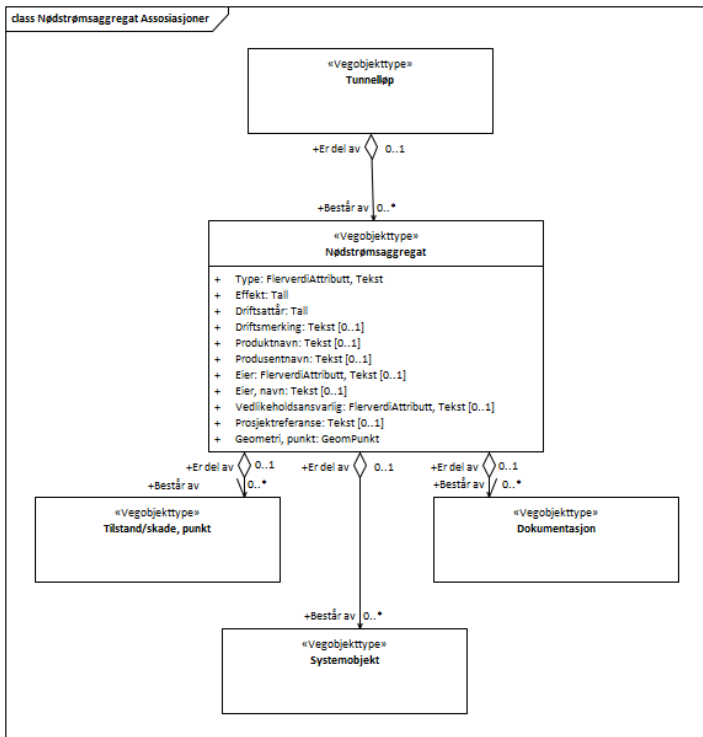 class Nødstrømsaggregat Assosiasjoner
«Vegobjekttype»
Tunnelløp
+Er del av 0..1
+Består av 0..*
«Vegobjekttype»
Nødstrømsaggregat
+ Type: FlerverdiAttributt, Tekst
+ Effekt: Tall
+ Driftsattår: Tall
+ Driftsmerking: Tekst [0..1]
+ Produktnavn: Tekst [0..1]
+ Produsentnavn: Tekst [0..1]
+ Eier: FlerverdiAttributt, Tekst [0..1]
+ Eier, navn: Tekst [0..1]
+ Vedlikeholdsansvarlig: FlerverdiAttributt, Tekst [0..1]
+ Prosjektreferanse: Tekst [0..1]
+ Geometri, punkt: GeomPunkt
+Er del av 0..1 +Er del av 0..1 +Er del av 0..1
+Består av 0..* +Består av 0..*
«Vegobjekttype»
Tilstand/skade, punkt
«Vegobjekttype»
Dokumentasjon
+Består av 0..*
«Vegobjekttype»
Systemobjekt